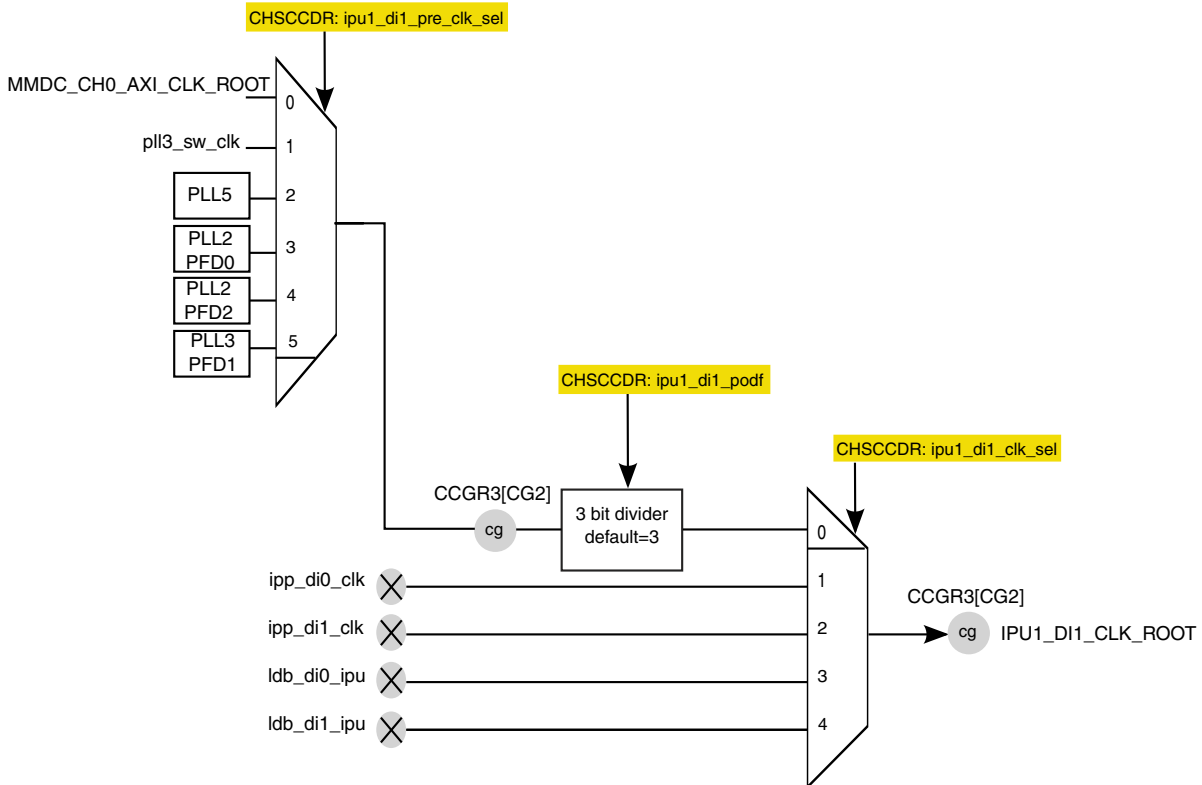 CHSCCDR: ipu1_di1_pre_clk_sel
MMDC_CH0_AXI_CLK_ROOT
0
pll3_sw_clk
1
PLL5
2
PLL2
PFD0
3
PLL2
PFD2
4
PLL3
PFD1
5
CHSCCDR: ipu1_di1_podf
CHSCCDR: ipu1_di1_clk_sel
CCGR3[CG2]
cg
3 bit divider
default=3
0
ipp_di0_clk
1
ipp_di1_clk
2
ldb_di0_ipu
3
ldb_di1_ipu
4
CCGR3[CG2]
cg
IPU1_DI1_CLK_ROOT